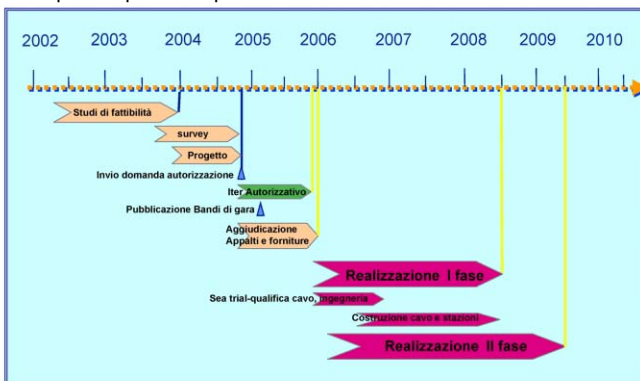 2002 2003 2004 2005 2006 2007 2008 2009 2010
Studi di fattibilità
survey
Progetto
Invio domanda autorizzazione
Iter Autorizzativo
Pubblicazione Bandi di gara
Aggiudicazione
Appalti e forniture
Realizzazione I fase
Sea trial-qualifica cavo, ingegneria
Costruzione cavo e stazioni
Realizzazione II fase